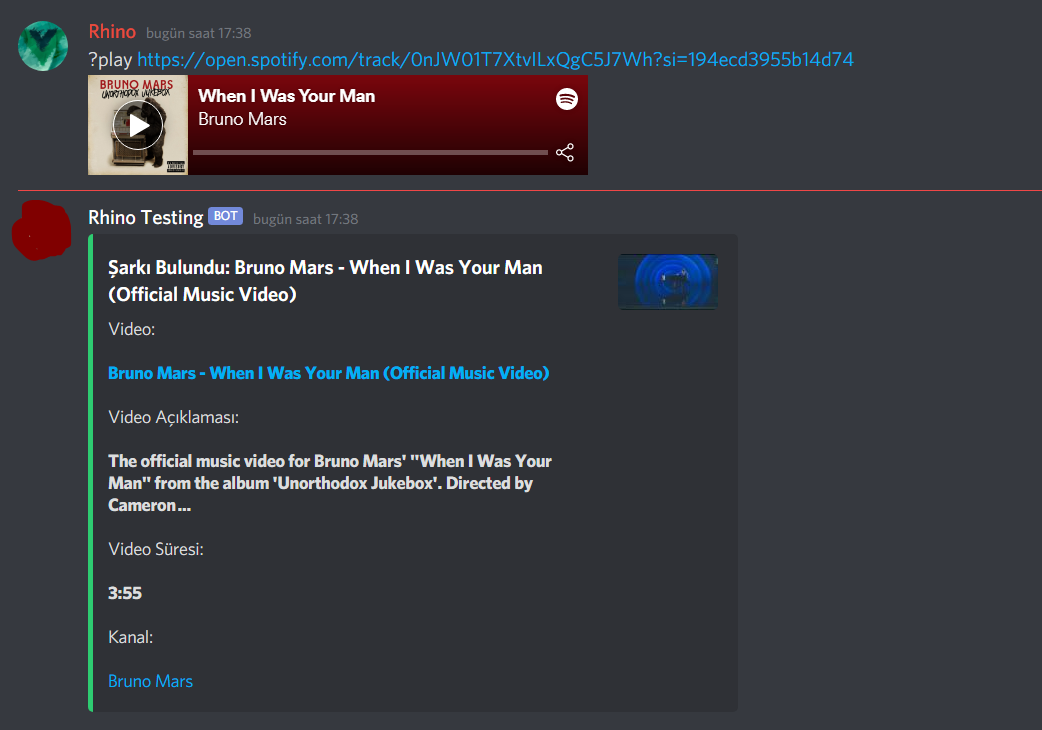 Rhino bugün saat 17:38
?play https://open.spotify.com/track/0nJW01T7XtvILxQgC5J7Wh?si=194ecd3955b14d74
BRUNO MARS
UNORTHODOX JUKEBOX
When I Was Your Man
Bruno Mars
Rhino Testing BOT bugün saat 17:38
Şarkı Bulundu: Bruno Mars - When I Was Your Man
(Official Music Video)
Video:
Bruno Mars - When I Was Your Man (Official Music Video)
Video Açıklaması:
The official music video for Bruno Mars' "When I Was Your
Man" from the album 'Unorthodox Jukebox'. Directed by
Cameron...
Video Süresi:
3:55
Kanal:
Bruno Mars